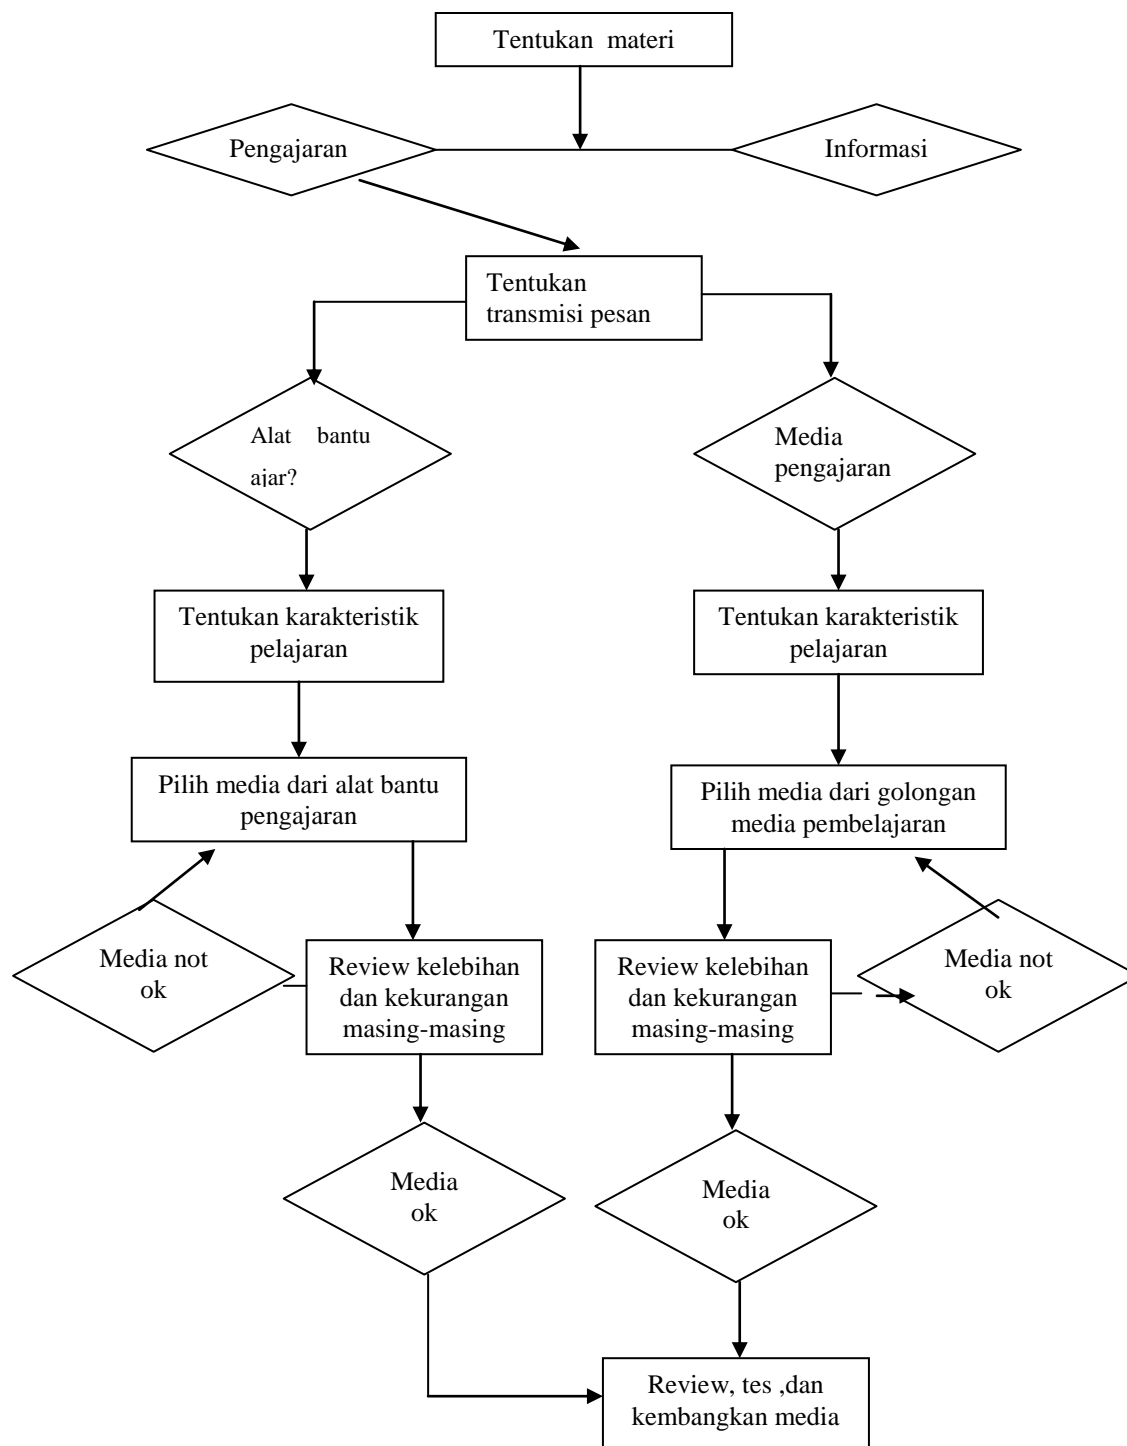 Tentukan materi
Pengajaran
Informasi
Tentukan
transmisi pesan
Alat bantu
ajar?
Media
pengajaran
Tentukan karakteristik
pelajaran
Tentukan karakteristik
pelajaran
Pilih media dari alat bantu
pengajaran
Pilih media dari golongan
media pembelajaran
Media not
ok
Review kelebihan
dan kekurangan
masing-masing
Review kelebihan
dan kekurangan
masing-masing
Media not
ok
Media
ok
Media
ok
Review, tes ,dan
kembangkan media